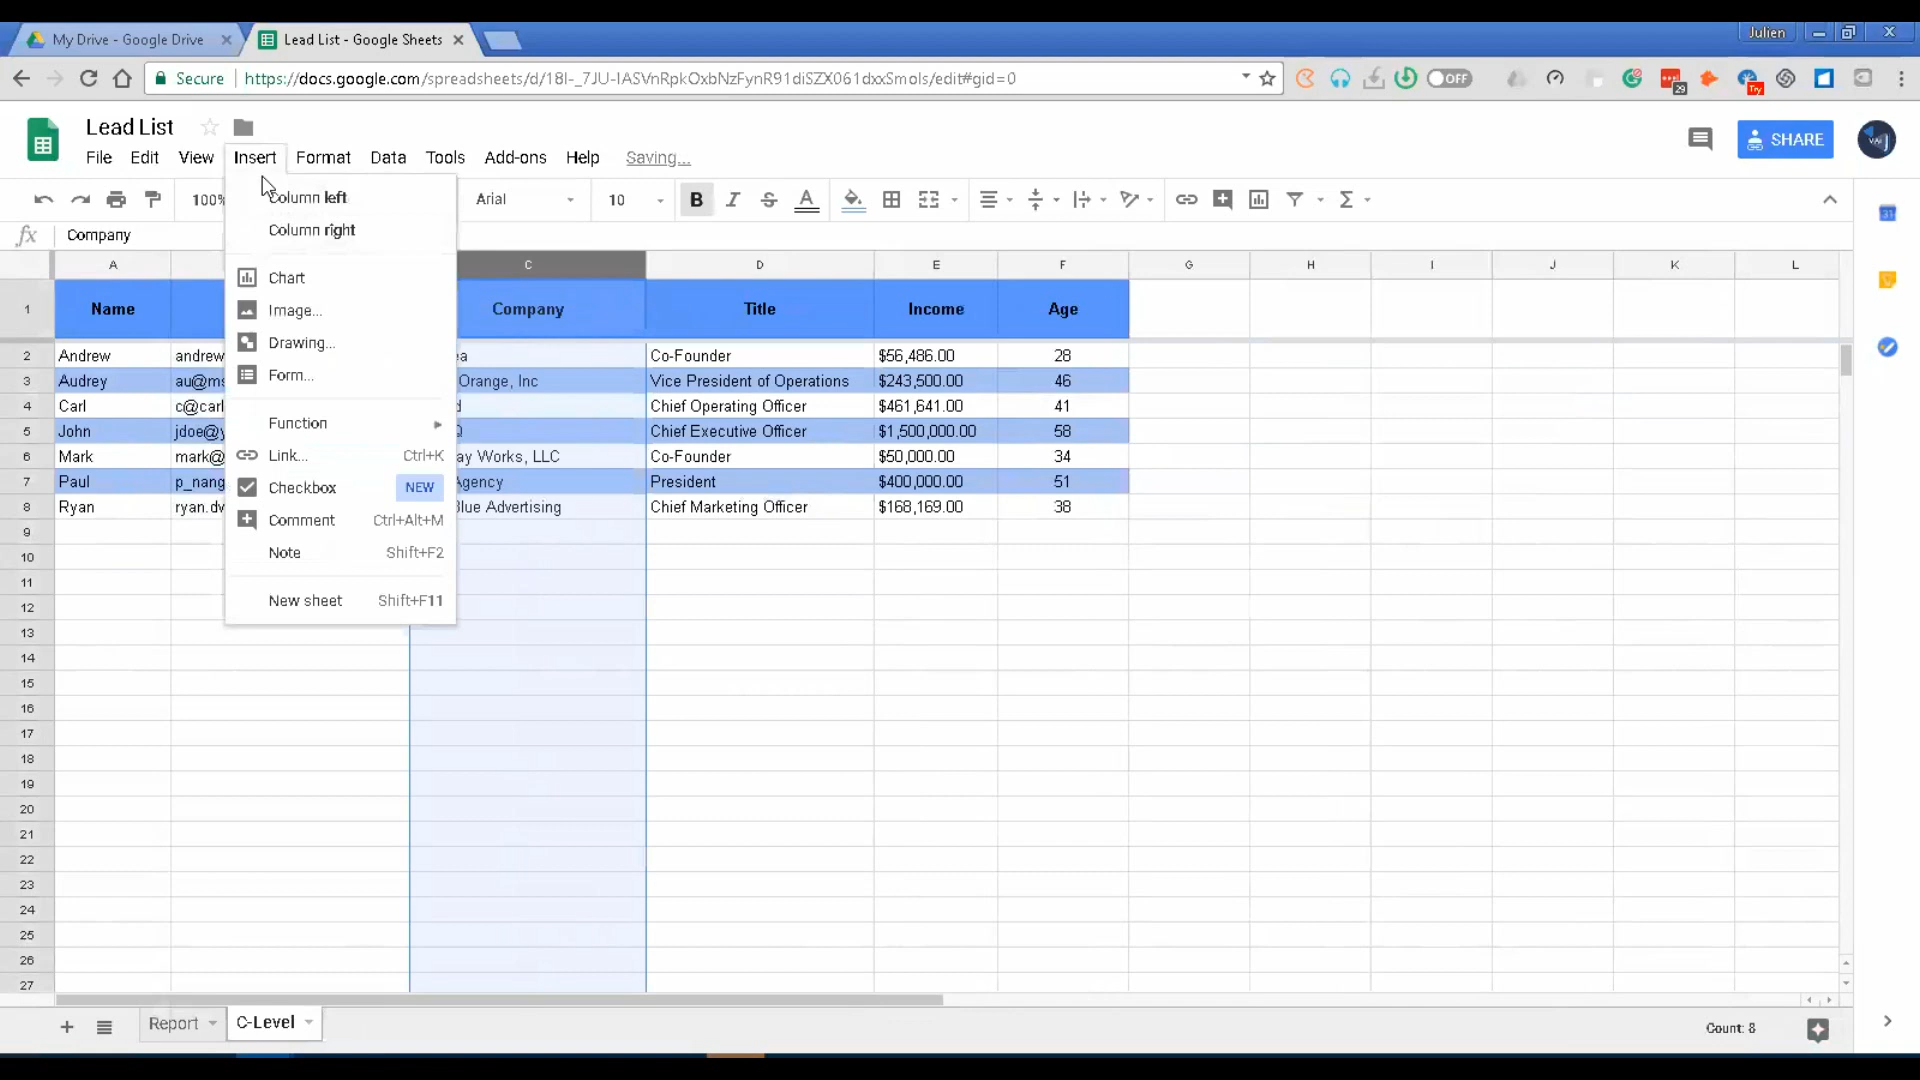 Julien
My Drive - Google Drive
Lead List - Google Sheets
Secure
https://docs.google.com/spreadsheets/d/18I-_7JU-IASVnRpkOxbNzFynR91diSZX061dxxSmols/edit#gid=0
OFF
29
Try
Lead List
SHARE
File Edit View Insert Format Data Tools Add-ons Help Saving...
100% Arial 10 B I S A
31
fx Company
Column left
Column right
Chart
Image...
Drawing...
Form...
Function
Link... Ctrl+K
Checkbox NEW
Comment Ctrl+Alt+M
Note Shift+F2
New sheet Shift+F11
A C D E F G H I J K L
1 Name Company Title Income Age
2 Andrew andrew ea Co-Founder $56,486.00 28
3 Audrey au@ms Orange, Inc Vice President of Operations $243,500.00 46
4 Carl c@carl d Chief Operating Officer $461,641.00 41
5 John jdoe@y Q Chief Executive Officer $1,500,000.00 58
6 Mark mark@ ay Works, LLC Co-Founder $50,000.00 34
7 Paul p_nang Agency President $400,000.00 51
8 Ryan ryan.dv Blue Advertising Chief Marketing Officer $168,169.00 38
9
10
11
12
13
14
15
16
17
18
19
20
21
22
23
24
25
26
27
Report C-Level Count: 8